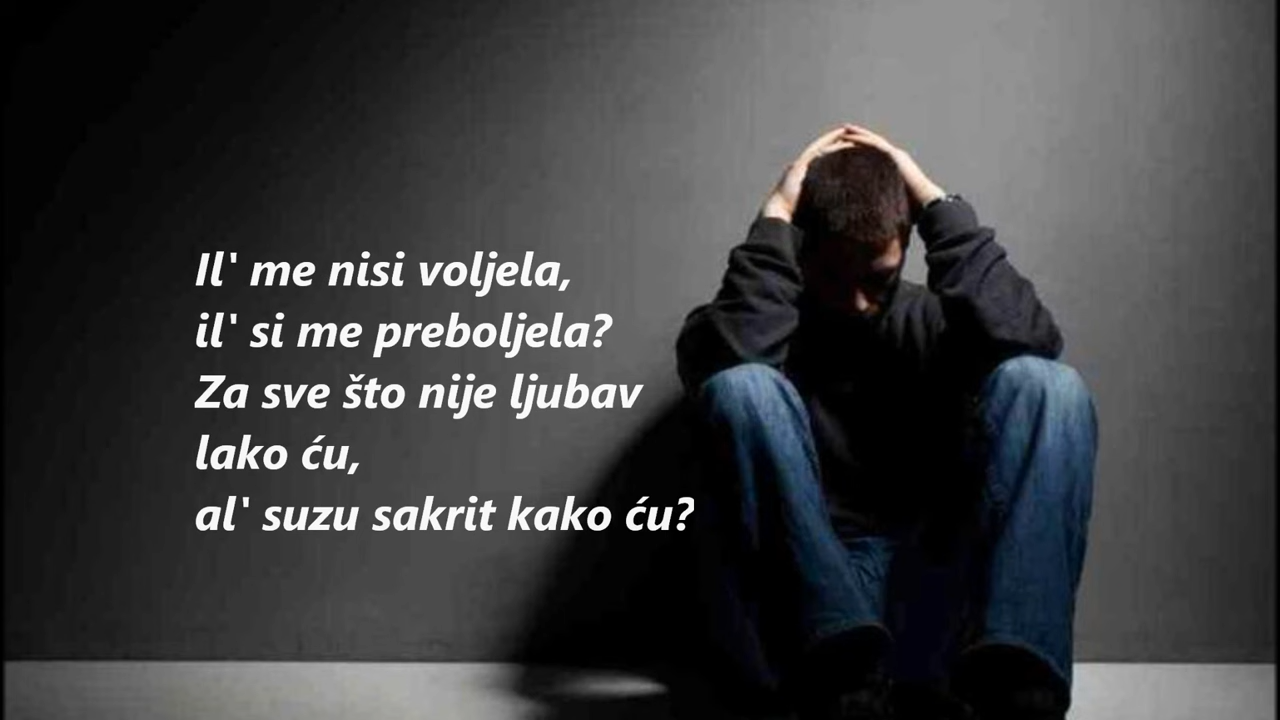 Il' me nisi voljela,
il' si me preboljela?
Za sve što nije ljubav
lako ću,
al' suzu sakrit kako ću?